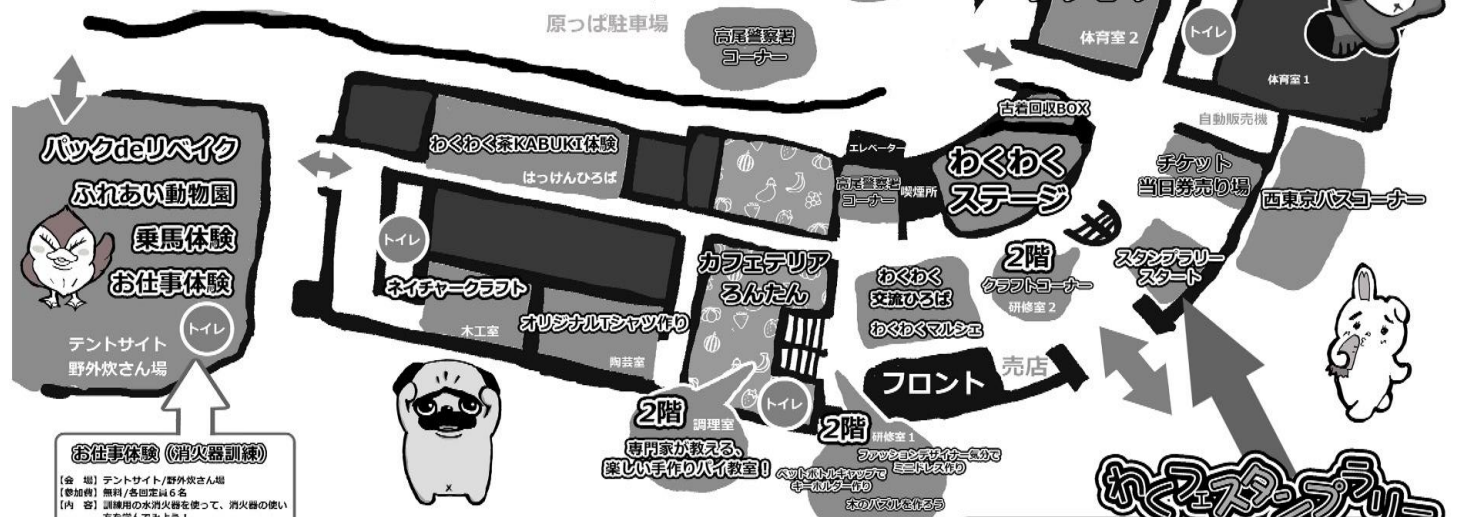 原っぱ駐車場
高尾警察署
コーナー
体育室2
トイレ
体育室1
古着回収BOX
自動販売機
パックdeリベイク
ふれあい動物園
乗馬体験
お仕事体験
トイレ
テントサイト
野外炊さん場
わくわく茶KABUKI体験
はっけんひろば
エレベーター
高尾警察署
コーナー
喫煙所
わくわく
ステージ
チケット
当日券売り場
西東京バスコーナー
トイレ
ネイチャークラフト
木工室
オリジナルTシャツ作り
陶芸室
カフェテリア
ろんたん
わくわく
交流ひろば
わくわくマルシェ
2階
クラフトコーナー
研修室2
スタンプラリー
スタート
フロント
売店
トイレ
2階
調理室
専門家が教える、
楽しい手作りパイ教室！
2階
研修室1
ファッションデザイナー気分で
ミニドレス作り
ペットボトルキャップで
キーホルダー作り
木のパズルを作ろう
お仕事体験（消火器訓練）
【会　場】テントサイト/野外炊さん場
【参加費】無料/各回定員6名
【内　容】訓練用の水消火器を使って、消火器の使い
方を学んでみよう！
わくフェスタンプラリー